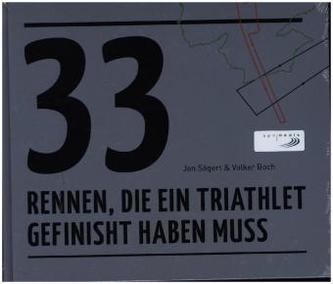 33
Jan Sägert & Volker Boch
RENNEN, DIE EIN TRIATHLET
GEFINISHT HABEN MUSS